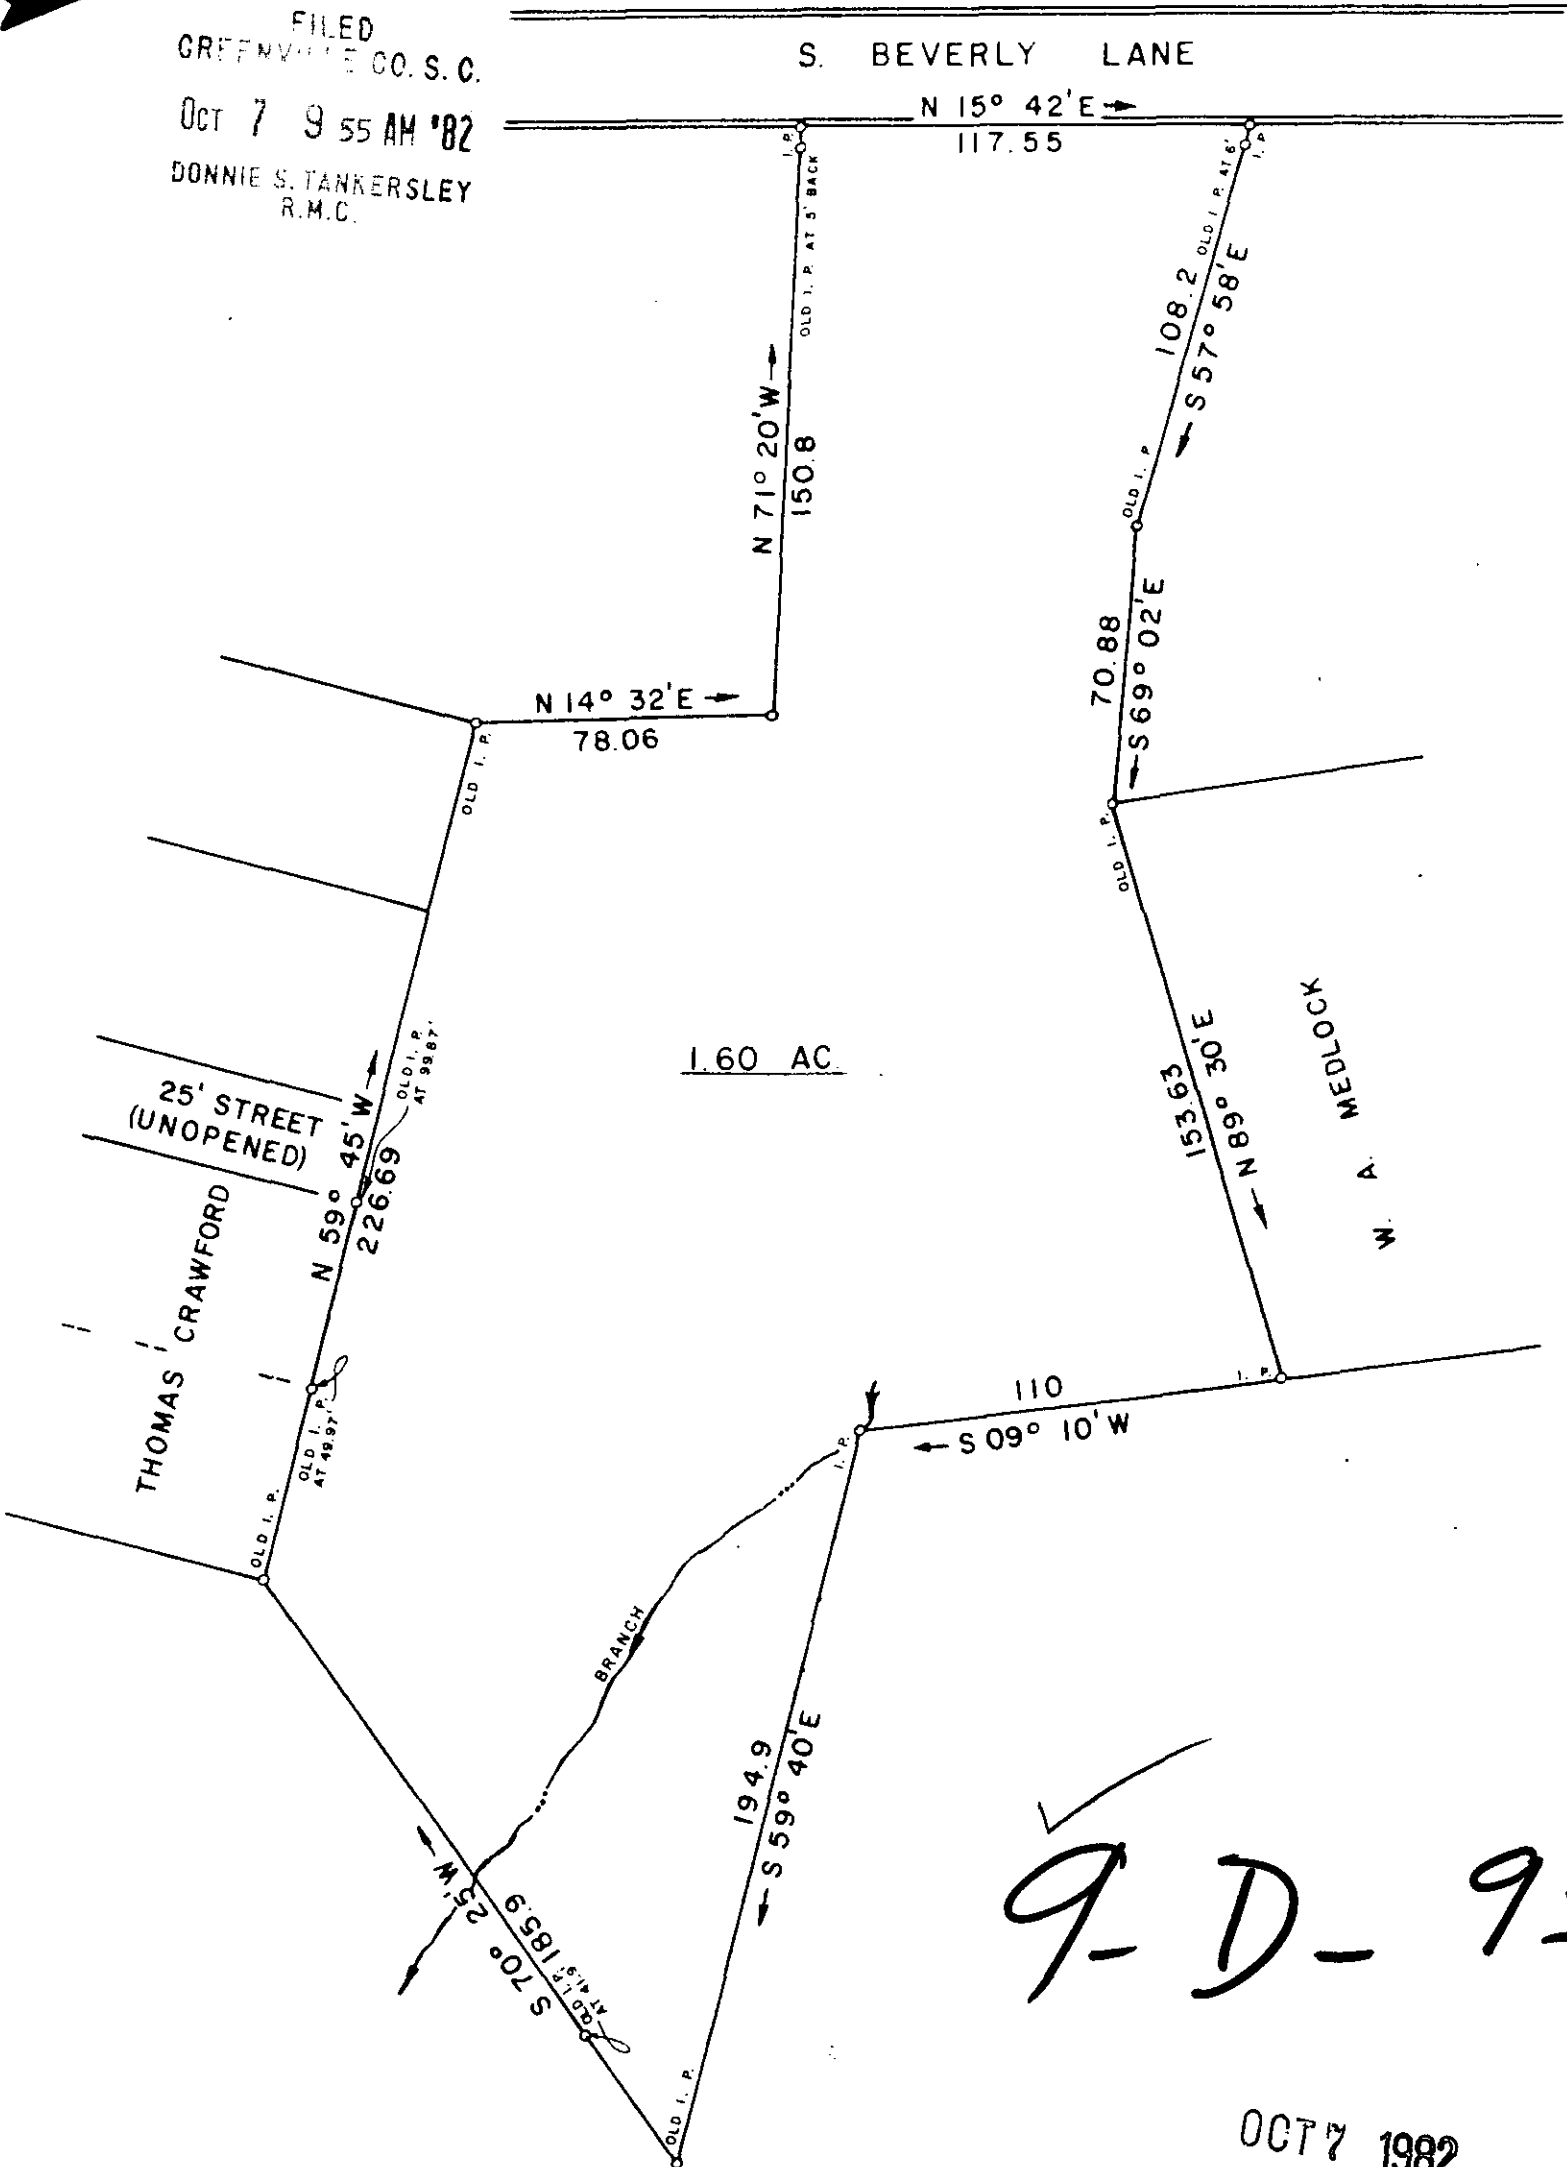 FILED
GREENVILLE CO. S. C.
OCT 7 9 55 AM '82
DONNIE S. TANKERSLEY
R.M.C.
S. BEVERLY LANE
N 15° 42' E
117.55
I. P.
OLD I. P. AT 5' BACK
I. P.
OLD I. P. AT 6'
108.2
S 57° 58' E
N 71° 20' W
150.8
OLD I. P.
70.88
S 69° 02' E
N 14° 32' E
78.06
OLD I. P.
OLD I. P.
1.60 AC.
153.63
N 89° 30' E
W. A. MEDLOCK
25' STREET
(UNOPENED)
N 59° 45' W
226.69
OLD I. P.
AT 99.87'
THOMAS CRAWFORD
OLD I. P.
AT 49.97'
OLD I. P.
I. P.
110
S 09° 10' W
I. P.
BRANCH
194.9
S 59° 40' E
S 70° 25' W
185.9
OLD I. P.
AT 41.9'
OLD I. P.
9-D-9-
OCT 7 1982